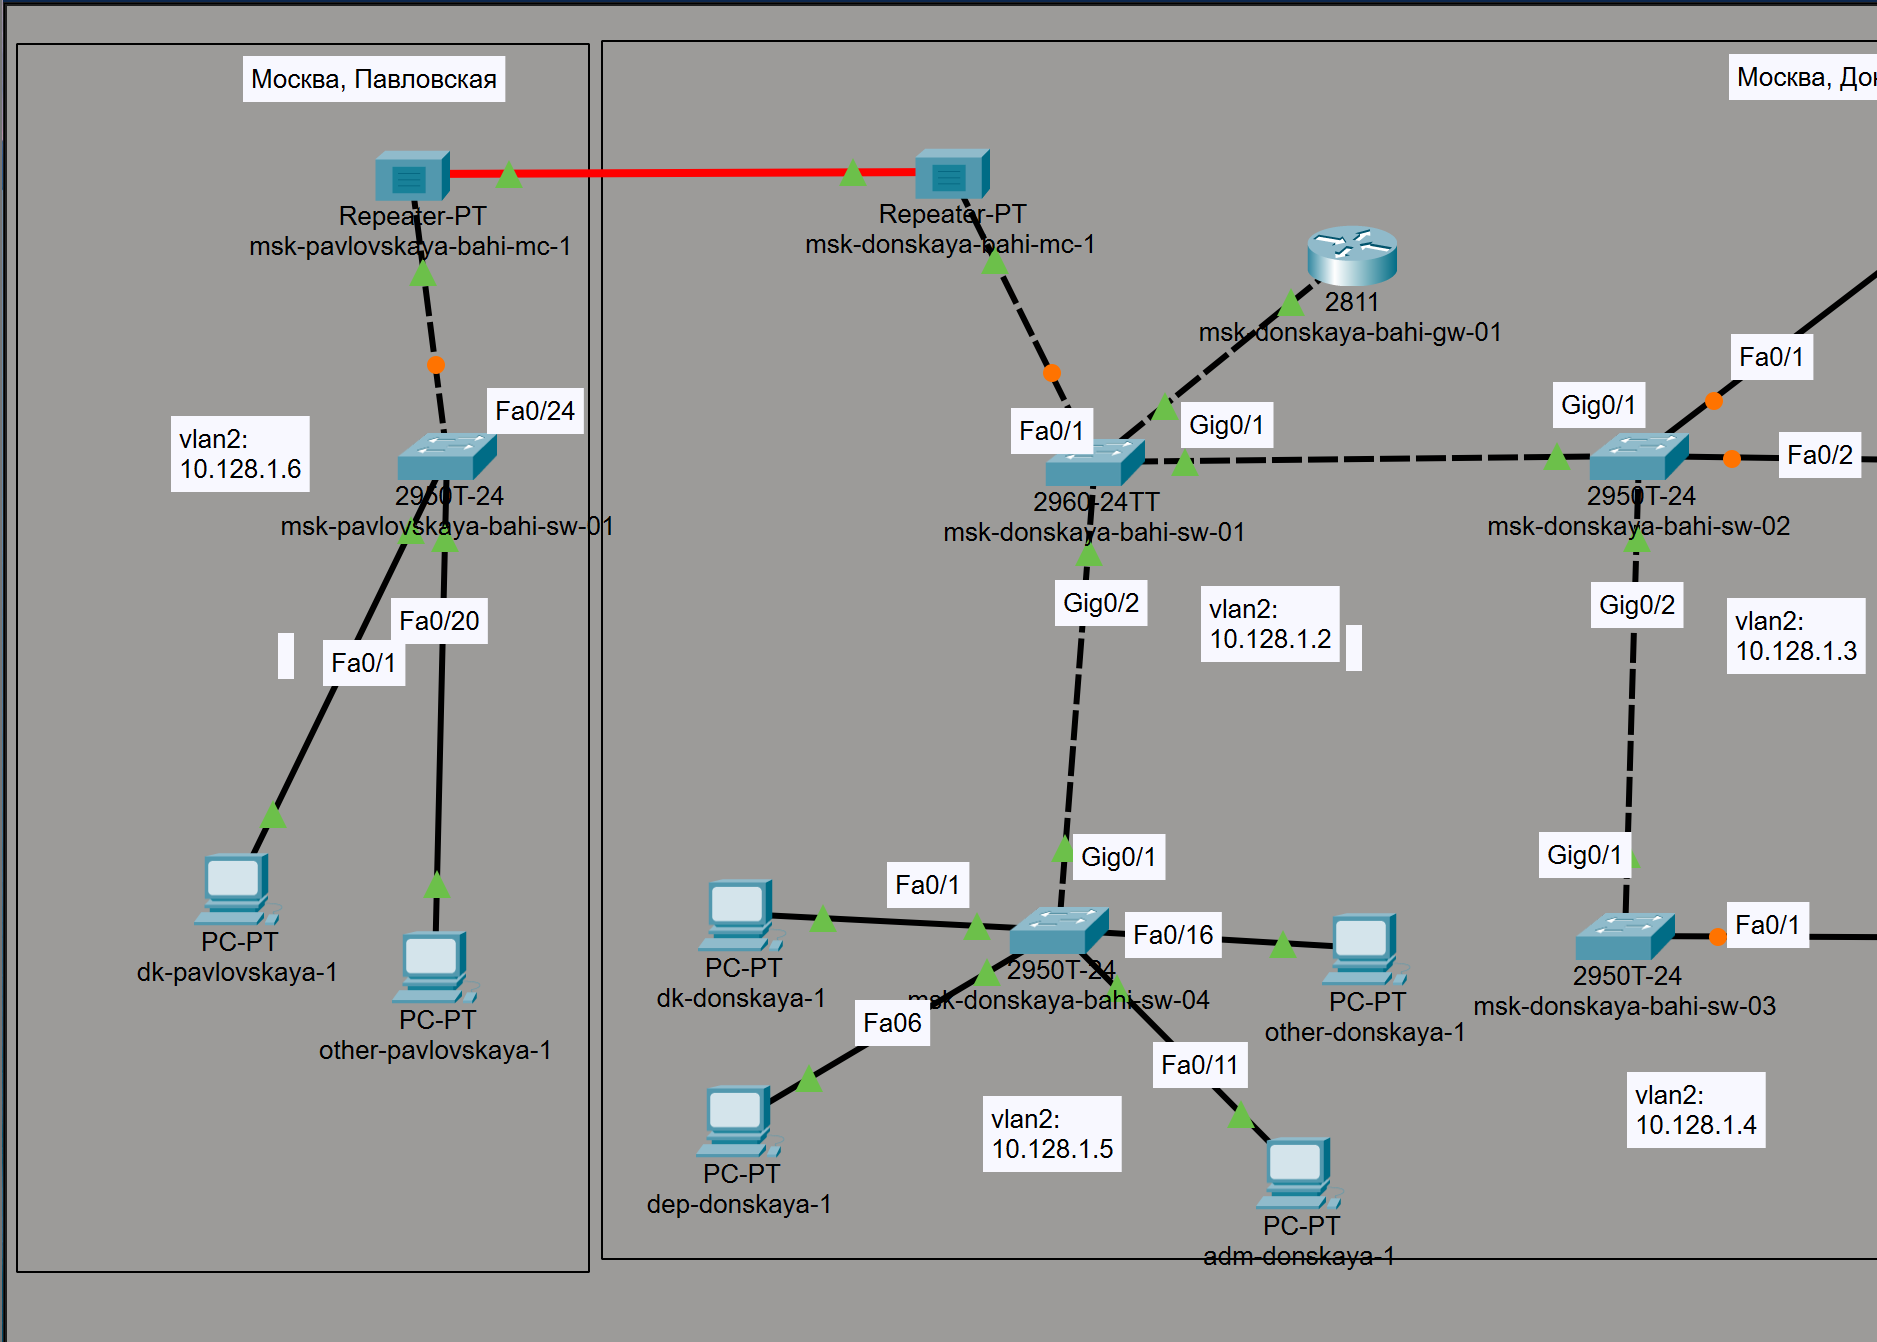 Москва, Павловская
Москва, Дон
Repeater-PT
msk-pavlovskaya-bahi-mc-1
Repeater-PT
msk-donskaya-bahi-mc-1
2811
msk-donskaya-bahi-gw-01
Fa0/1
Fa0/24
Gig0/1
Fa0/1
Gig0/1
vlan2:
10.128.1.6
Fa0/2
2950T-24
msk-pavlovskaya-bahi-sw-01
2960-24TT
msk-donskaya-bahi-sw-01
2950T-24
msk-donskaya-bahi-sw-02
Fa0/20
Fa0/1
Gig0/2
vlan2:
10.128.1.2
Gig0/2
vlan2:
10.128.1.3
Gig0/1
Gig0/1
Fa0/1
Fa0/16
Fa0/1
PC-PT
dk-pavlovskaya-1
PC-PT
dk-donskaya-1
2950T-24
msk-donskaya-bahi-sw-04
PC-PT
other-donskaya-1
2950T-24
msk-donskaya-bahi-sw-03
PC-PT
other-pavlovskaya-1
Fa06
Fa0/11
vlan2:
10.128.1.5
vlan2:
10.128.1.4
PC-PT
dep-donskaya-1
PC-PT
adm-donskaya-1